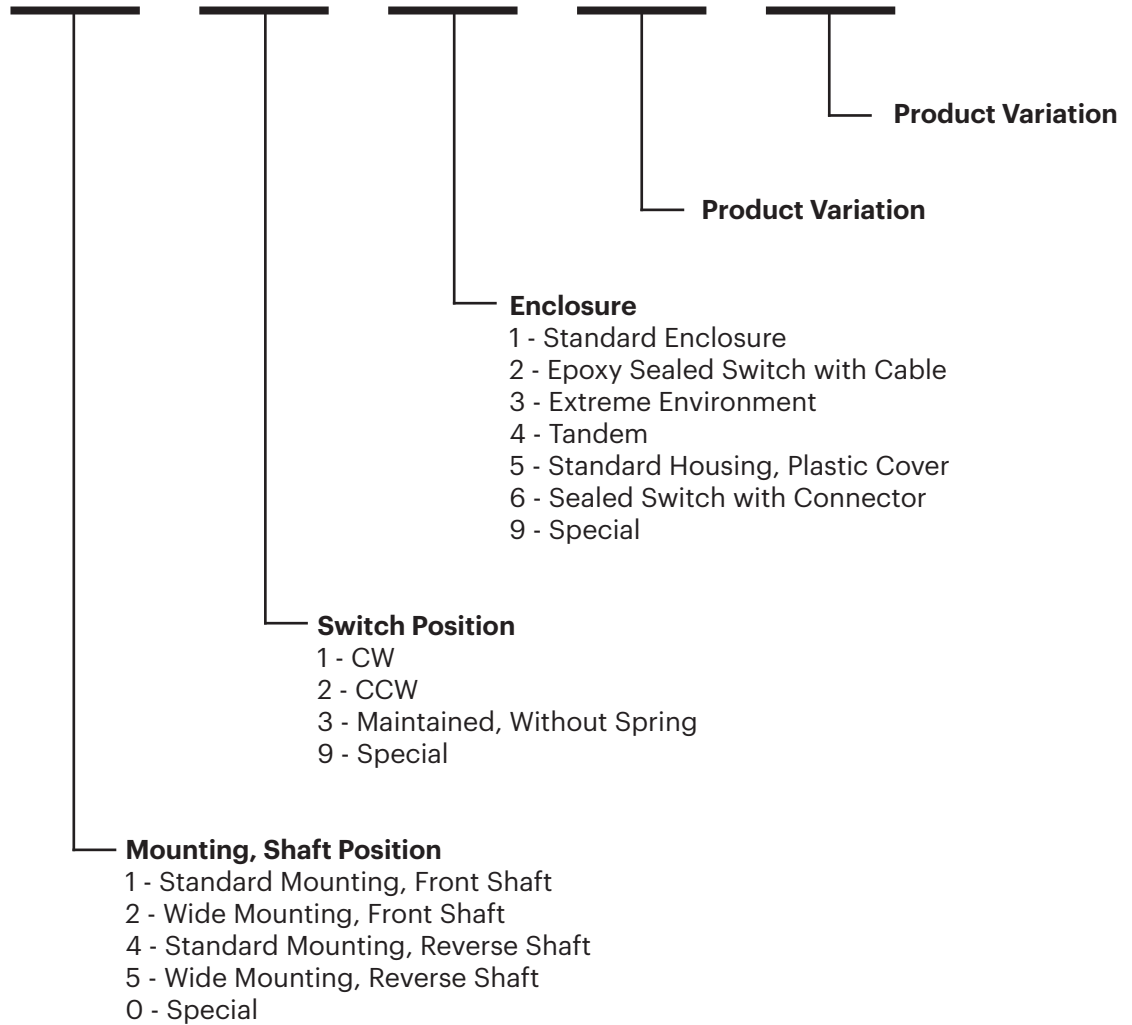 Product Variation
Product Variation
Enclosure
1 - Standard Enclosure
2 - Epoxy Sealed Switch with Cable
3 - Extreme Environment
4 - Tandem
5 - Standard Housing, Plastic Cover
6 - Sealed Switch with Connector
9 - Special
Switch Position
1 - CW
2 - CCW
3 - Maintained, Without Spring
9 - Special
Mounting, Shaft Position
1 - Standard Mounting, Front Shaft
2 - Wide Mounting, Front Shaft
4 - Standard Mounting, Reverse Shaft
5 - Wide Mounting, Reverse Shaft
0 - Special